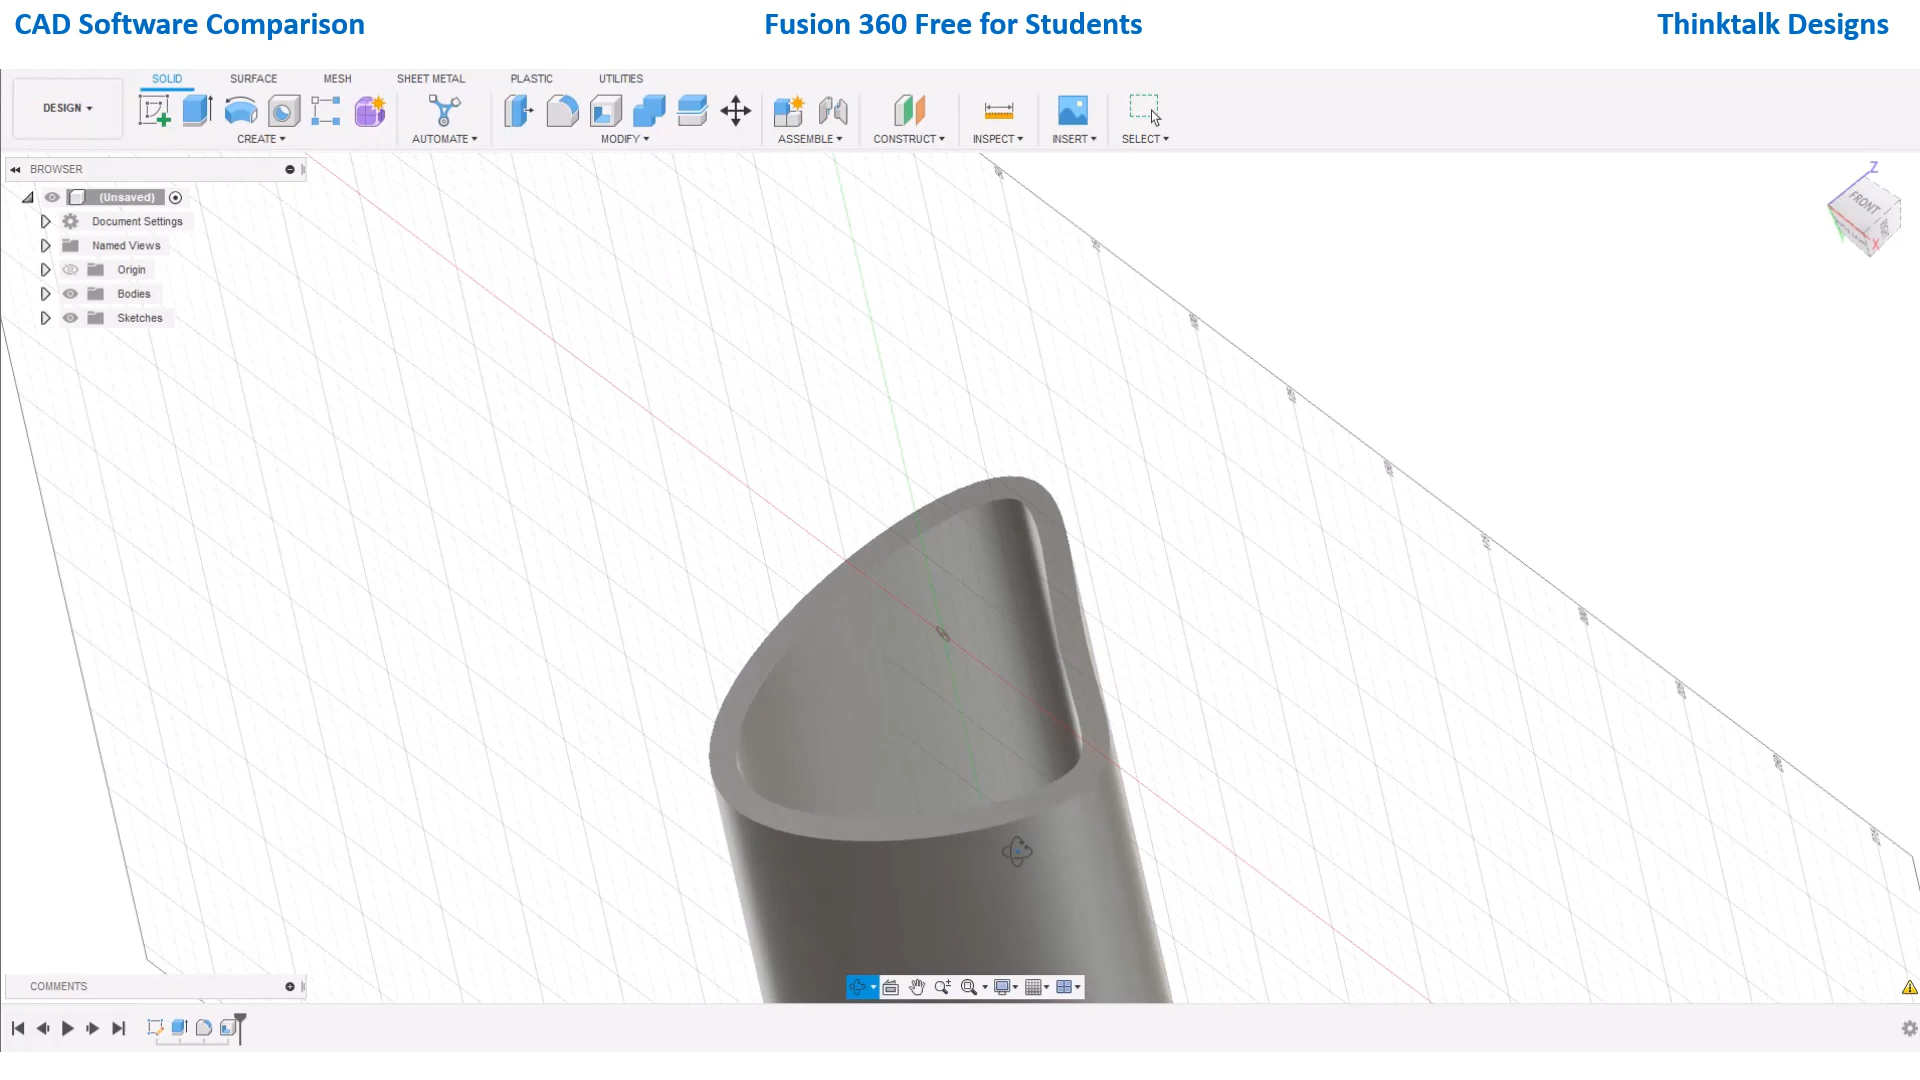 CAD Software Comparison
Fusion 360 Free for Students
Thinktalk Designs
SOLID
SURFACE
MESH
SHEET METAL
PLASTIC
UTILITIES
DESIGN
CREATE
AUTOMATE
MODIFY
ASSEMBLE
CONSTRUCT
INSPECT
INSERT
SELECT
BROWSER
(Unsaved)
Document Settings
Named Views
Origin
Bodies
Sketches
Z
FRONT
X
COMMENTS